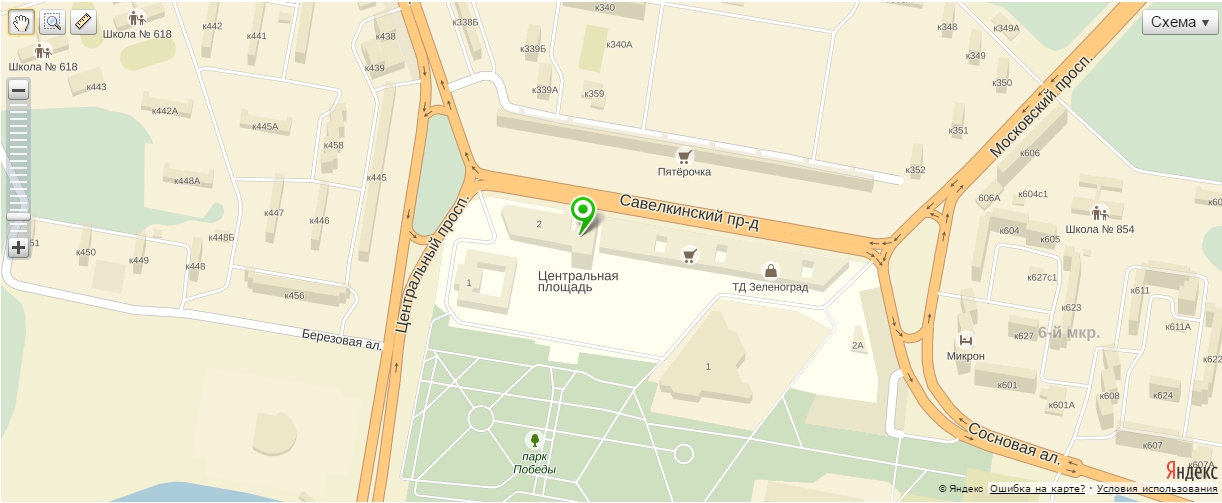 к442
к441
Школа № 618
к438
к338Б
к340
к348
к349А
Схема ▼
Школа № 618
к439
к339Б
к340А
к349
Московский просп.
к443
к339А
к359
к350
к442А
к445А
к458
к351
к606
Пятёрочка
к352
к448А
к445
606А
к604с1
Савелкинский пр-д
к447
к446
2
к604
Школа № 854
51
к450
к449
к448Б
к448
Центральный просп.
к605
Центральная
площадь
1
ТД Зеленоград
к627с1
к611
к456
к623
Березовая ал.
6-й мкр.
к611А
к627
2А
Микрон
к622
1
к601
к601А
к608
к624
Сосновая ал.
парк
Победы
к607
к607А
Яндекс
© Яндекс Ошибка на карте? • Условия использования